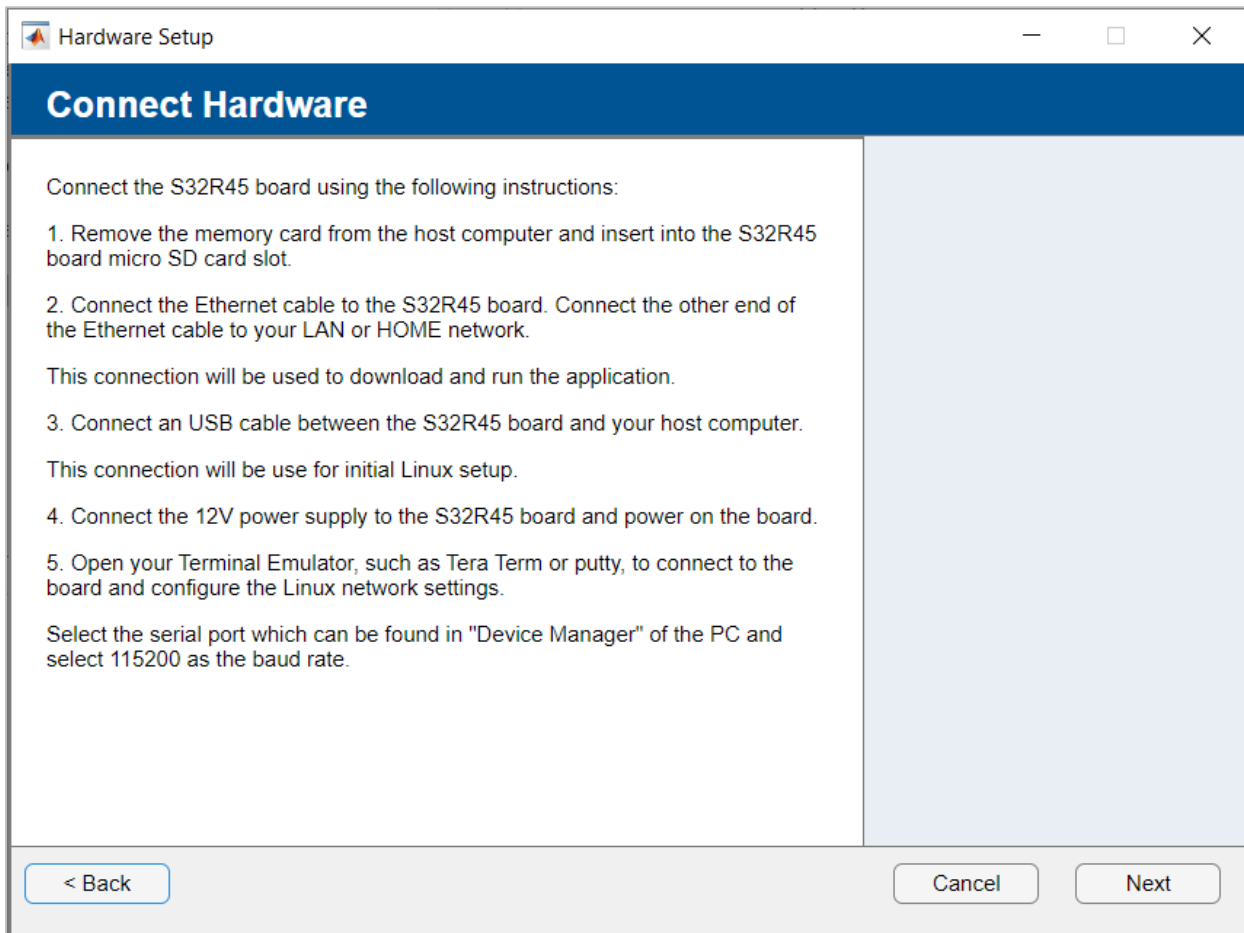 Hardware Setup
Connect Hardware
Connect the S32R45 board using the following instructions:
1. Remove the memory card from the host computer and insert into the S32R45
board micro SD card slot.
2. Connect the Ethernet cable to the S32R45 board. Connect the other end of
the Ethernet cable to your LAN or HOME network.
This connection will be used to download and run the application.
3. Connect an USB cable between the S32R45 board and your host computer.
This connection will be use for initial Linux setup.
4. Connect the 12V power supply to the S32R45 board and power on the board.
5. Open your Terminal Emulator, such as Tera Term or putty, to connect to the
board and configure the Linux network settings.
Select the serial port which can be found in "Device Manager" of the PC and
select 115200 as the baud rate.
< Back
Cancel
Next